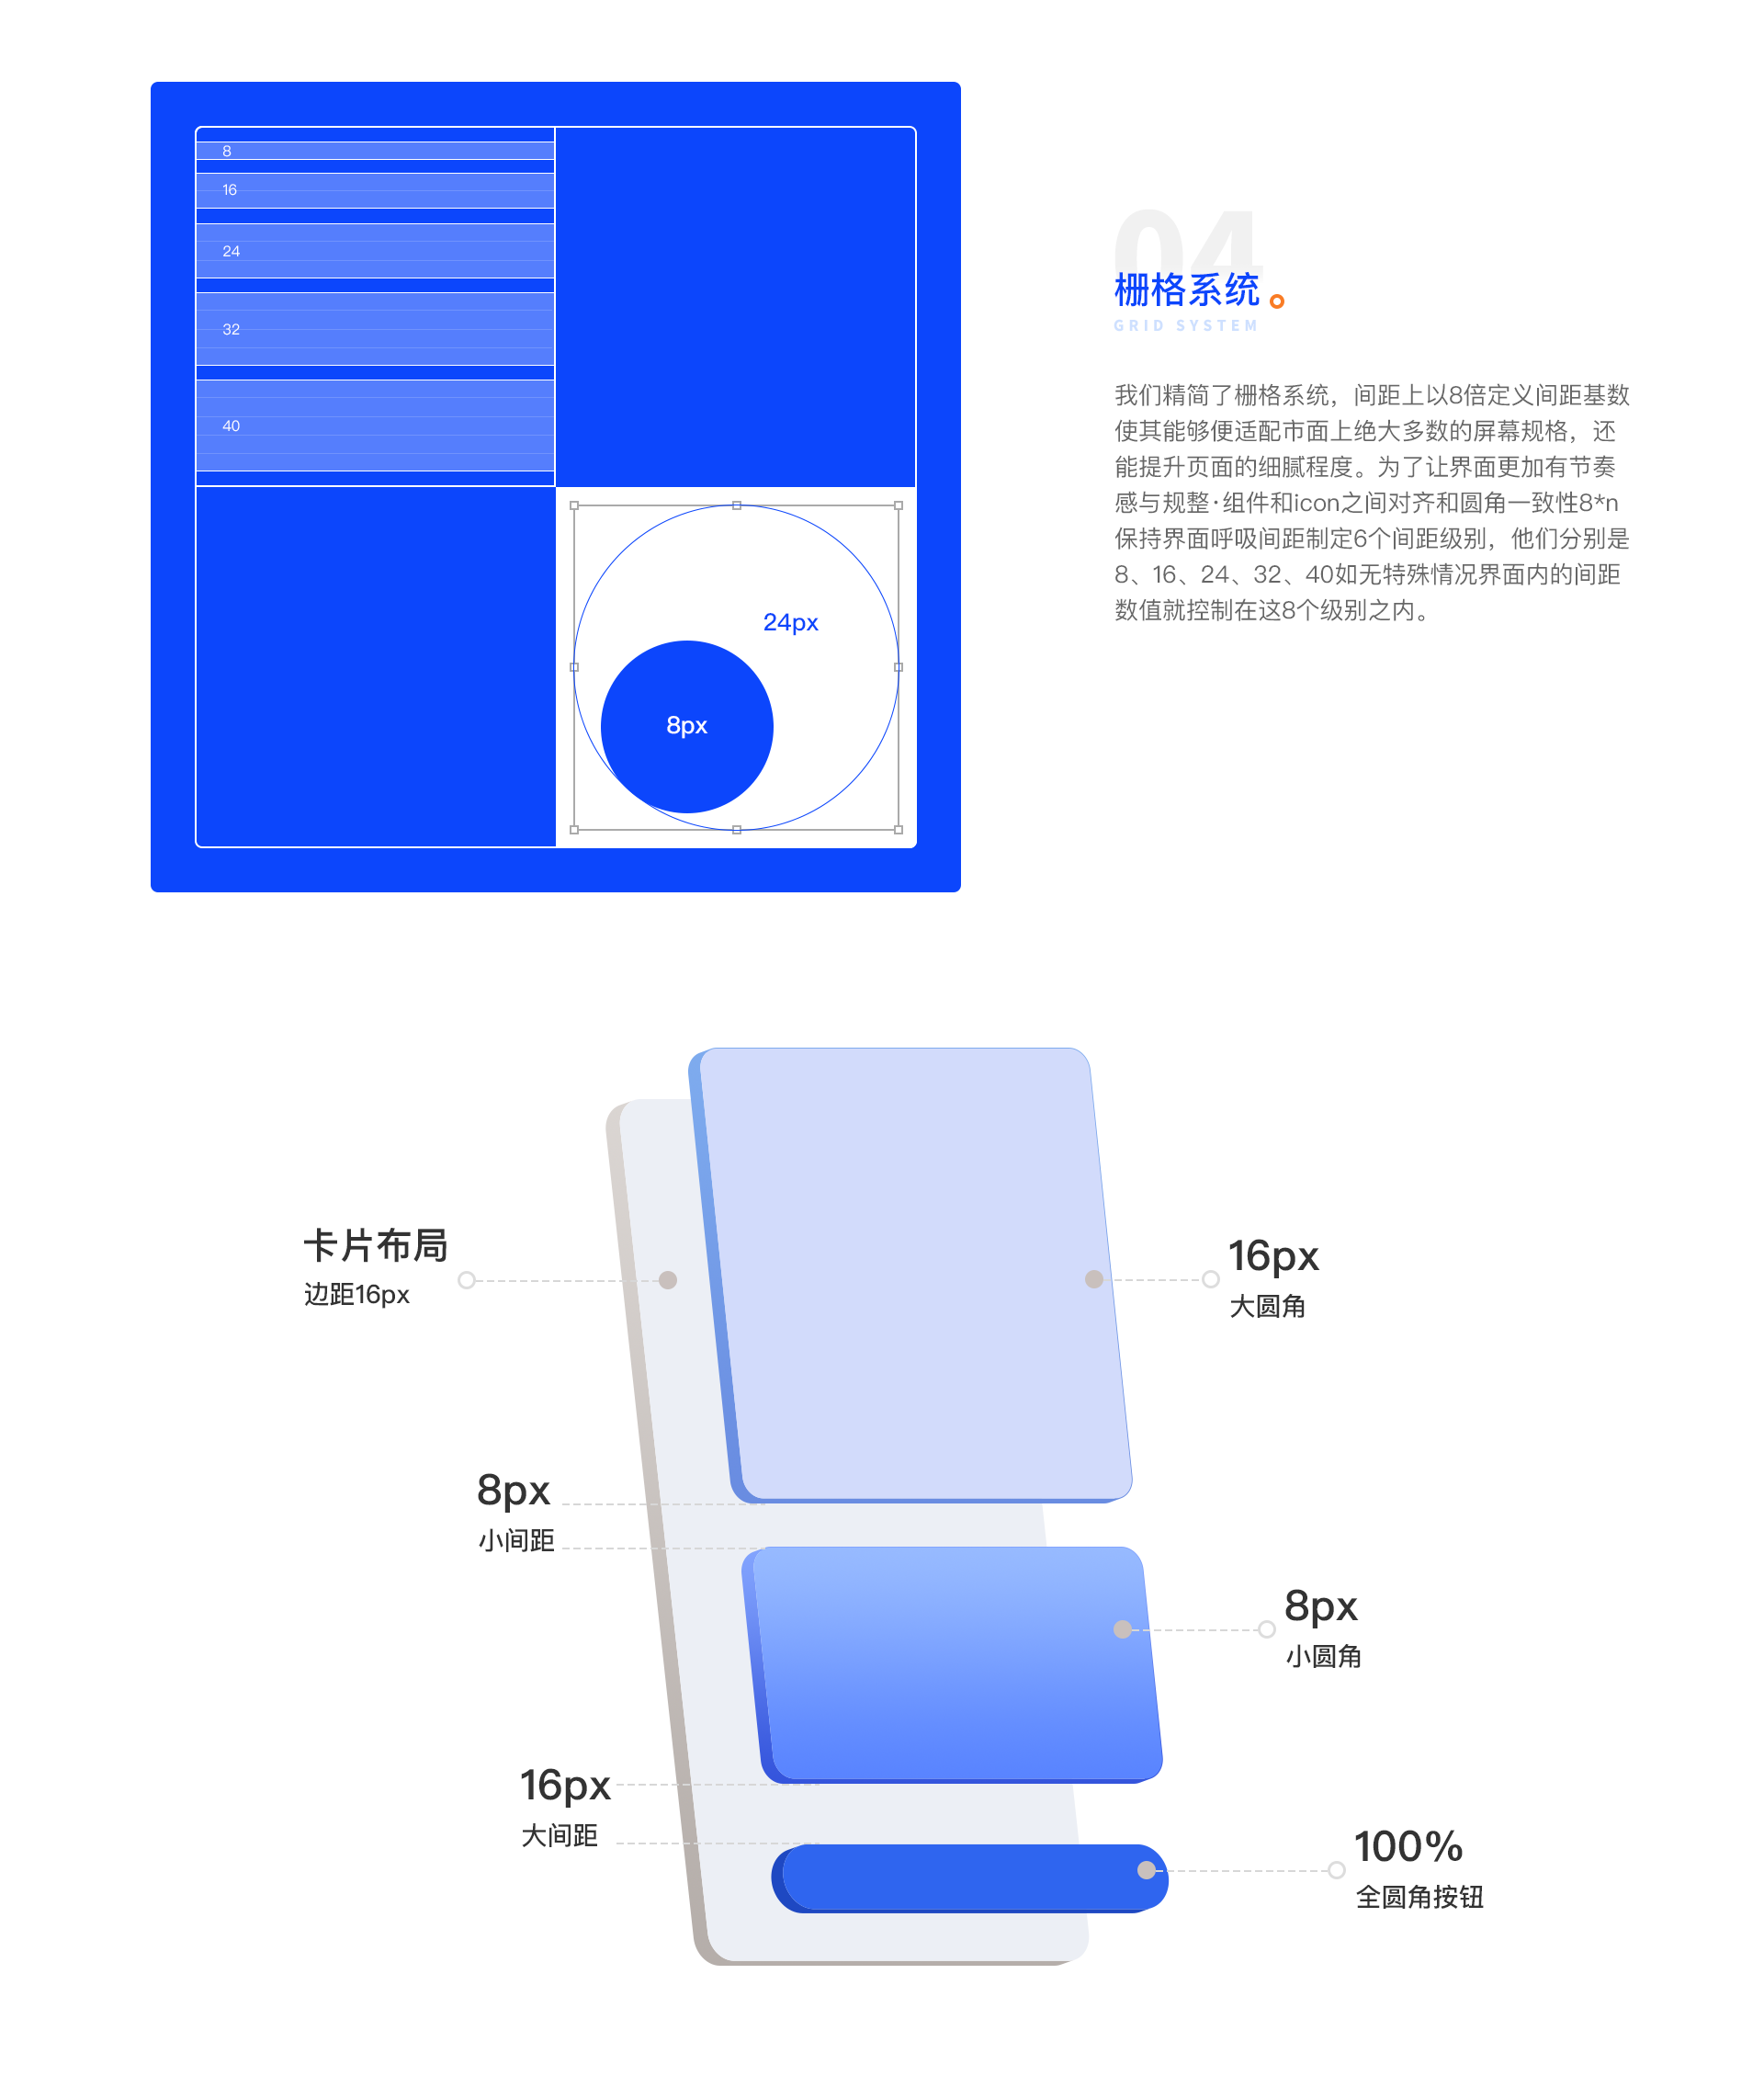 8
16
24
32
40
24px
8px
04
栅格系统
GRID SYSTEM
我们精简了栅格系统，间距上以8倍定义间距基数
使其能够便适配市面上绝大多数的屏幕规格，还
能提升页面的细腻程度。为了让界面更加有节奏
感与规整·组件和icon之间对齐和圆角一致性8*n
保持界面呼吸间距制定6个间距级别，他们分别是
8、16、24、32、40如无特殊情况界面内的间距
数值就控制在这8个级别之内。
卡片布局
边距16px
16px
大圆角
8px
小间距
8px
小圆角
16px
大间距
100%
全圆角按钮